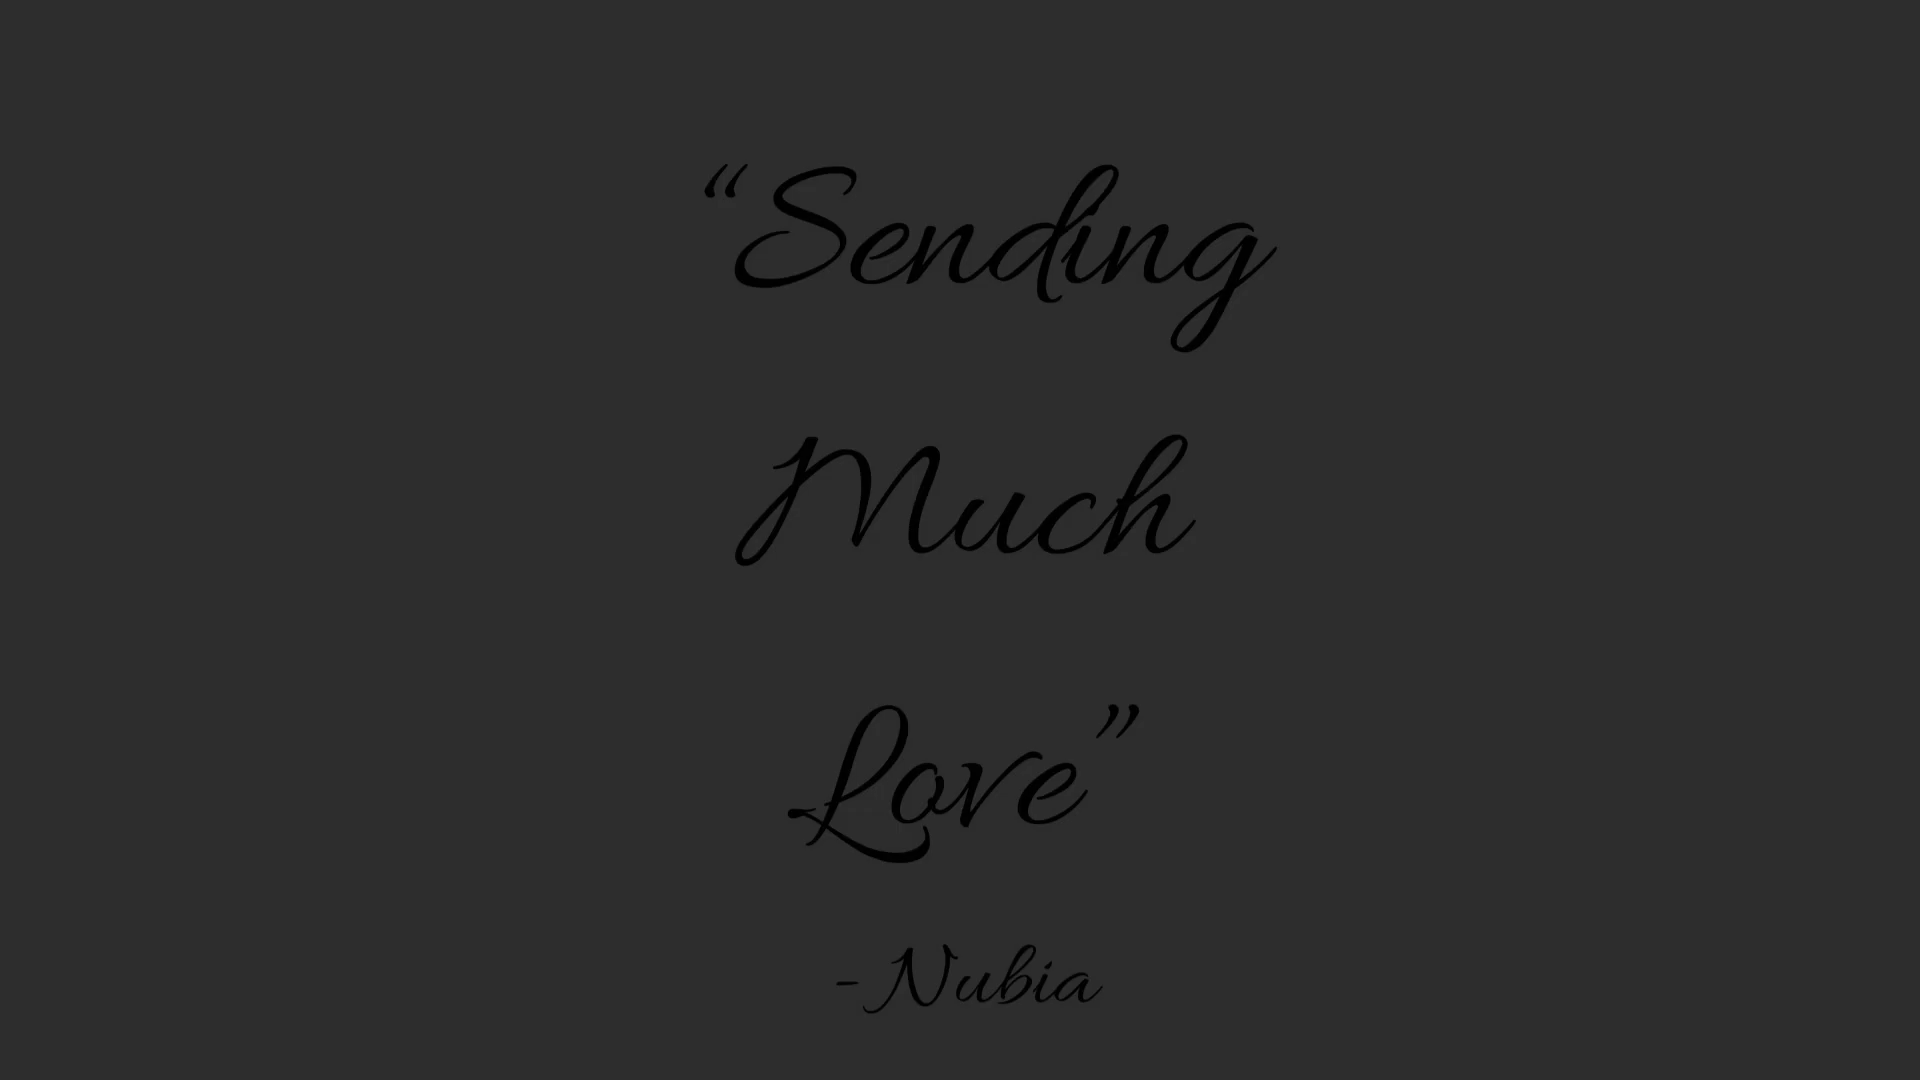 “Sending
Much
Love”
- Nubia